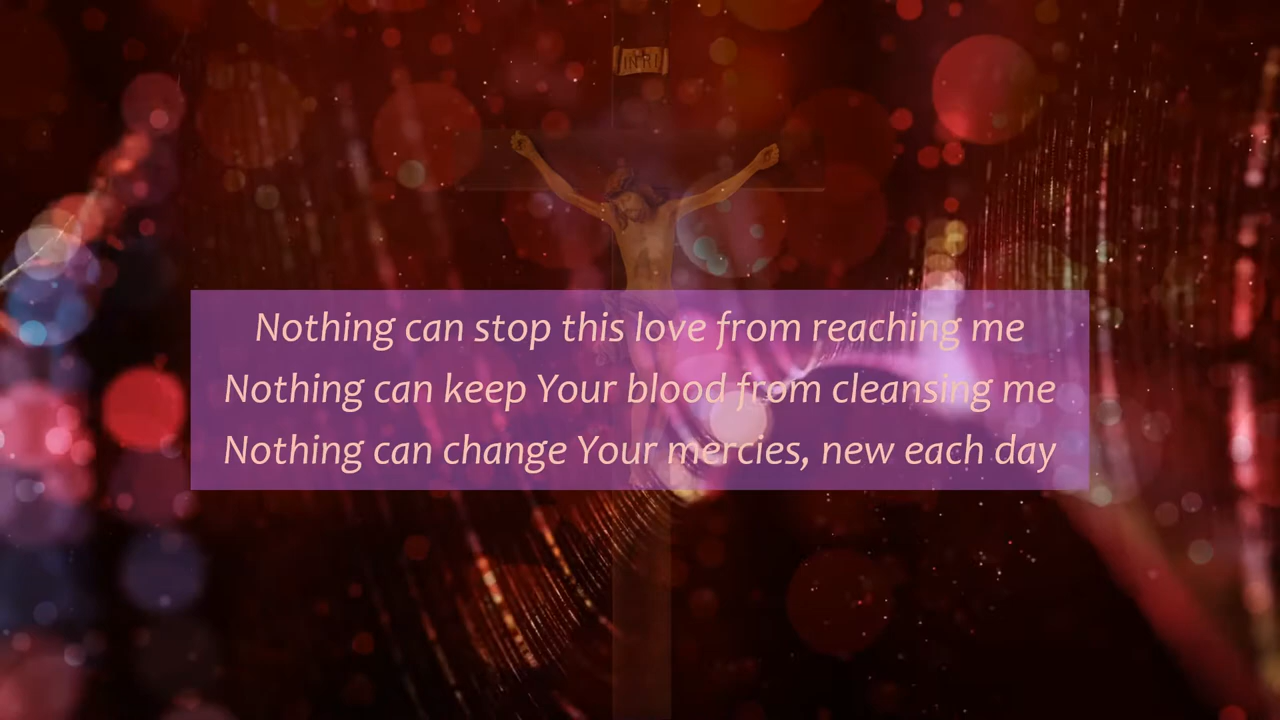 INRI
Nothing can stop this love from reaching me
Nothing can keep Your blood from cleansing me
Nothing can change Your mercies, new each day